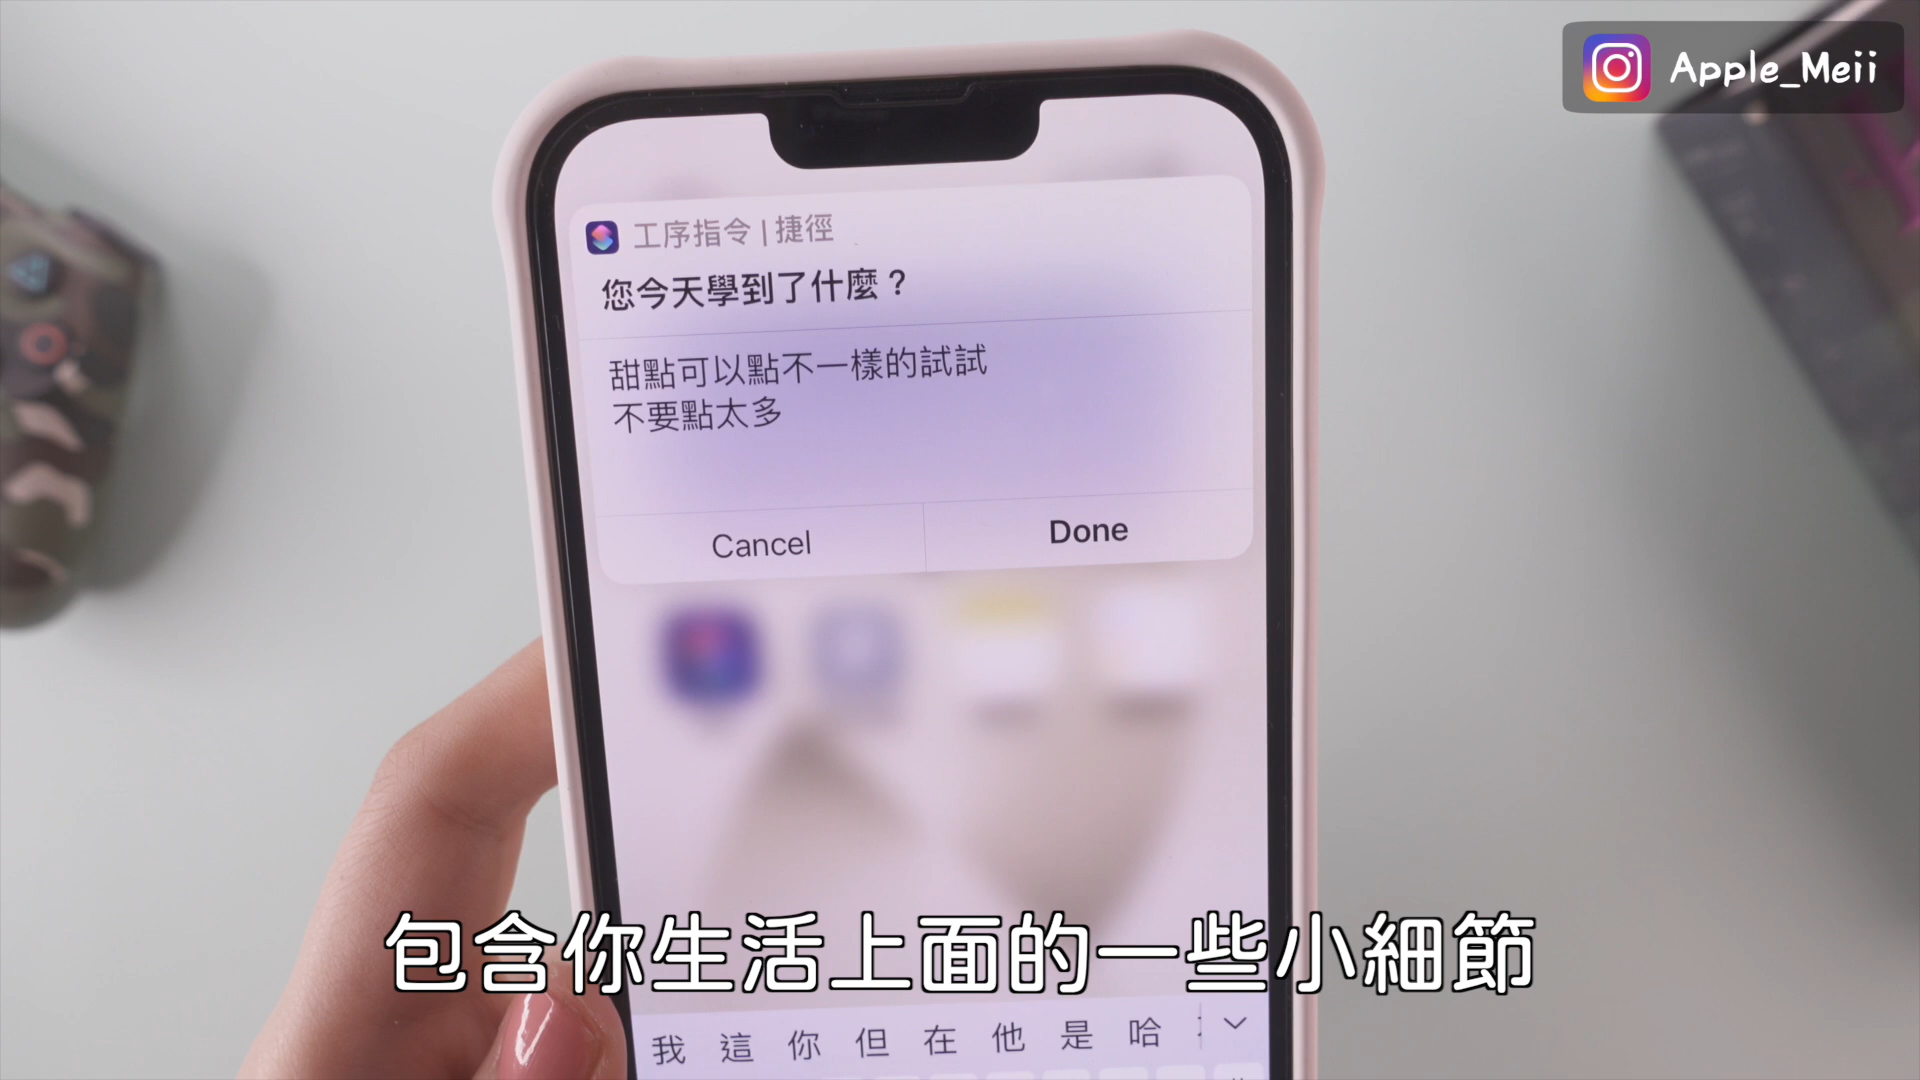 Apple_Meii
工序指令 | 捷徑
您今天學到了什麼？
甜點可以點不一樣的試試
不要點太多
Cancel
Done
包含你生活上面的一些小細節
我 這 你 但 在 他 是 哈